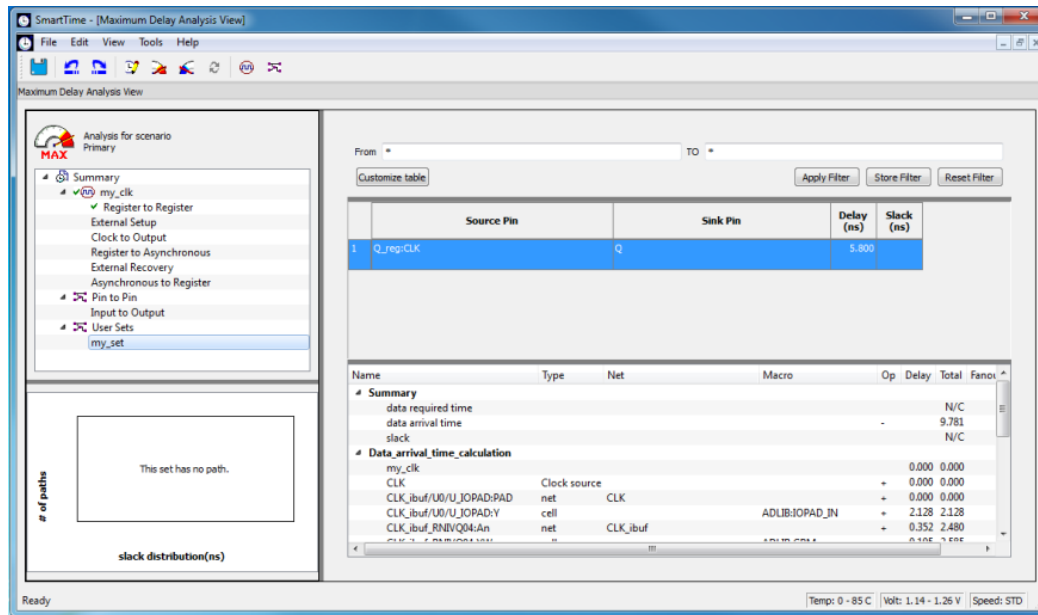 SmartTime - [Maximum Delay Analysis View]
File Edit View Tools Help
Maximum Delay Analysis View
MAX
Analysis for scenario
Primary
Summary
my_clk
Register to Register
External Setup
Clock to Output
Register to Asynchronous
External Recovery
Asynchronous to Register
Pin to Pin
Input to Output
User Sets
my_set
# of paths
This set has no path.
slack distribution(ns)
From * TO *
Customize table Apply Filter Store Filter Reset Filter
Source Pin Sink Pin Delay (ns) Slack (ns)
1 Q_reg:CLK Q 5.800
Name Type Net Macro Op Delay Total Fanou
Summary
data required time N/C
data arrival time - 9.781
slack N/C
Data_arrival_time_calculation
my_clk 0.000 0.000
CLK Clock source + 0.000 0.000
CLK_ibuf/U0/U_IOPAD:PAD net CLK + 0.000 0.000
CLK_ibuf/U0/U_IOPAD:Y cell ADLIB:IOPAD_IN + 2.128 2.128
CLK_ibuf_RNIVQ04:An net CLK_ibuf + 0.352 2.480
Ready Temp: 0 - 85 C Volt: 1.14 - 1.26 V Speed: STD